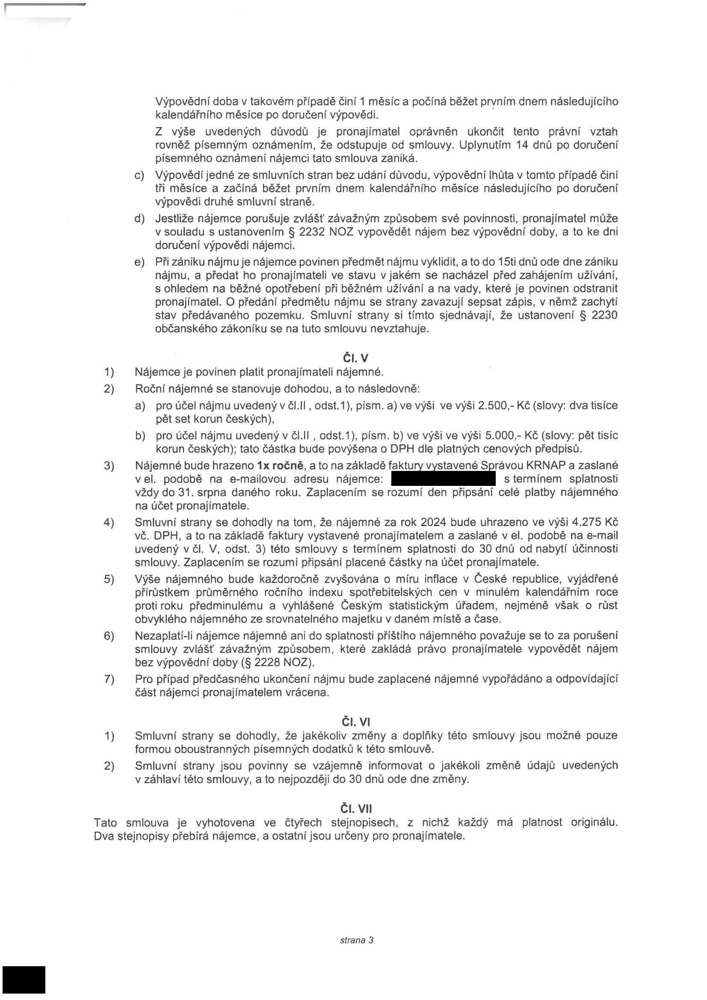 Výpovědní doba v takovém případě činí 1 měsíc a počíná běžet prvním dnem následujícího
kalendářního měsíce po doručení výpovědi.
Z výše uvedených důvodů je pronajímatel oprávněn ukončit tento právní vztah
rovněž písemným oznámením, že odstupuje od smlouvy. Uplynutím 14 dnů po doručení
písemného oznámení nájemci tato smlouva zaniká.
c) Výpovědí jedné ze smluvních stran bez udání důvodu, výpovědní lhůta v tomto případě činí
tři měsíce a začíná běžet prvním dnem kalendářního měsíce následujícího po doručení
výpovědi druhé smluvní straně.
d) Jestliže nájemce porušuje zvlášť závažným způsobem své povinnosti, pronajímatel může
v souladu s ustanovením § 2232 NOZ vypovědět nájem bez výpovědní doby, a to ke dni
doručení výpovědi nájemci.
e) Při zániku nájmu je nájemce povinen předmět nájmu vyklidit, a to do 15ti dnů ode dne zániku
nájmu, a předat ho pronajímateli ve stavu v jakém se nacházel před zahájením užívání,
s ohledem na běžné opotřebení při běžném užívání a na vady, které je povinen odstranit
pronajímatel. O předání předmětu nájmu se strany zavazují sepsat zápis, v němž zachytí
stav předávaného pozemku. Smluvní strany si tímto sjednávají, že ustanovení § 2230
občanského zákoníku se na tuto smlouvu nevztahuje.
Čl. V
1) Nájemce je povinen platit pronajímateli nájemné.
2) Roční nájemné se stanovuje dohodou, a to následovně:
a) pro účel nájmu uvedený v čl.II , odst.1), písm. a) ve výši ve výši 2.500,- Kč (slovy: dva tisíce
pět set korun českých),
b) pro účel nájmu uvedený v čl.II , odst.1), písm. b) ve výši ve výši 5.000,- Kč (slovy: pět tisíc
korun českých); tato částka bude povýšena o DPH dle platných cenových předpisů.
3) Nájemné bude hrazeno 1x ročně, a to na základě faktury vystavené Správou KRNAP a zaslané
v el. podobě na e-mailovou adresu nájemce: s termínem splatnosti
vždy do 31. srpna daného roku. Zaplacením se rozumí den připsání celé platby nájemného
na účet pronajímatele.
4) Smluvní strany se dohodly na tom, že nájemné za rok 2024 bude uhrazeno ve výši 4.275 Kč
vč. DPH, a to na základě faktury vystavené pronajímatelem a zaslané v el. podobě na e-mail
uvedený v čl. V, odst. 3) této smlouvy s termínem splatnosti do 30 dnů od nabytí účinnosti
smlouvy. Zaplacením se rozumí připsání placené částky na účet pronajímatele.
5) Výše nájemného bude každoročně zvyšována o míru inflace v České republice, vyjádřené
přírůstkem průměrného ročního indexu spotřebitelských cen v minulém kalendářním roce
proti roku předminulému a vyhlášené Českým statistickým úřadem, nejméně však o růst
obvyklého nájemného ze srovnatelného majetku v daném místě a čase.
6) Nezaplatí-li nájemce nájemné ani do splatnosti příštího nájemného považuje se to za porušení
smlouvy zvlášť závažným způsobem, které zakládá právo pronajímatele vypovědět nájem
bez výpovědní doby (§ 2228 NOZ).
7) Pro případ předčasného ukončení nájmu bude zaplacené nájemné vypořádáno a odpovídající
část nájemci pronajímatelem vrácena.
Čl. VI
1) Smluvní strany se dohodly, že jakékoliv změny a doplňky této smlouvy jsou možné pouze
formou oboustranných písemných dodatků k této smlouvě.
2) Smluvní strany jsou povinny se vzájemně informovat o jakékoli změně údajů uvedených
v záhlaví této smlouvy, a to nejpozději do 30 dnů ode dne změny.
Čl. VII
Tato smlouva je vyhotovena ve čtyřech stejnopisech, z nichž každý má platnost originálu.
Dva stejnopisy přebírá nájemce, a ostatní jsou určeny pro pronajímatele.
strana 3